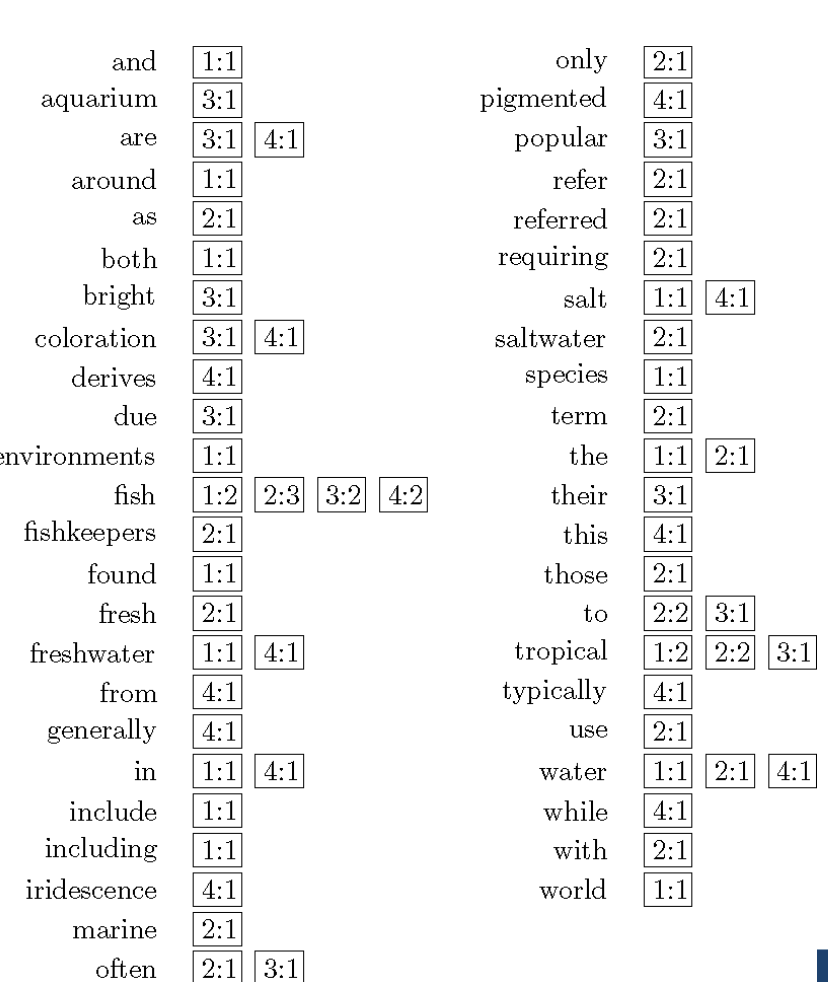 and 1:1
aquarium 3:1
are 3:1 4:1
around 1:1
as 2:1
both 1:1
bright 3:1
coloration 3:1 4:1
derives 4:1
due 3:1
environments 1:1
fish 1:2 2:3 3:2 4:2
fishkeepers 2:1
found 1:1
fresh 2:1
freshwater 1:1 4:1
from 4:1
generally 4:1
in 1:1 4:1
include 1:1
including 1:1
iridescence 4:1
marine 2:1
often 2:1 3:1
only 2:1
pigmented 4:1
popular 3:1
refer 2:1
referred 2:1
requiring 2:1
salt 1:1 4:1
saltwater 2:1
species 1:1
term 2:1
the 1:1 2:1
their 3:1
this 4:1
those 2:1
to 2:2 3:1
tropical 1:2 2:2 3:1
typically 4:1
use 2:1
water 1:1 2:1 4:1
while 4:1
with 2:1
world 1:1